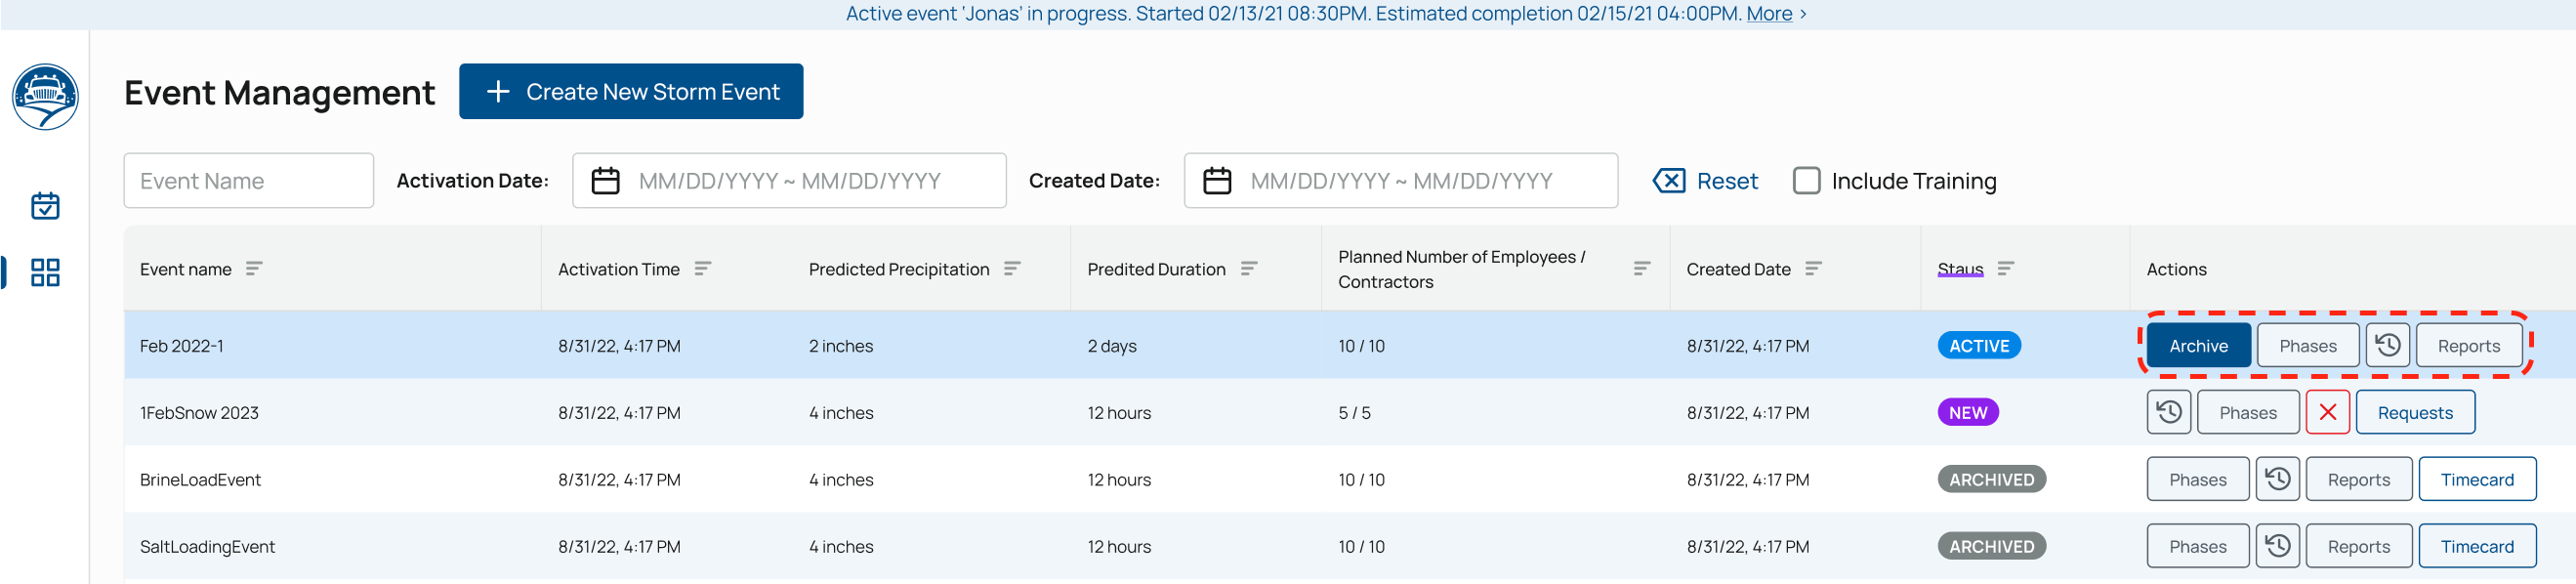 Active event ‘Jonas’ in progress. Started 02/13/21 08:30PM. Estimated completion 02/15/21 04:00PM. More >
Event Management
+ Create New Storm Event
Event Name
Activation Date:
MM/DD/YYYY ~ MM/DD/YYYY
Created Date:
MM/DD/YYYY ~ MM/DD/YYYY
Reset
Include Training
Event name
Activation Time
Predicted Precipitation
Predited Duration
Planned Number of Employees /
Contractors
Created Date
Staus
Actions
Feb 2022-1
8/31/22, 4:17 PM
2 inches
2 days
10 / 10
8/31/22, 4:17 PM
ACTIVE
Archive
Phases
Reports
1FebSnow 2023
8/31/22, 4:17 PM
4 inches
12 hours
5 / 5
8/31/22, 4:17 PM
NEW
Phases
Requests
BrineLoadEvent
8/31/22, 4:17 PM
4 inches
12 hours
10 / 10
8/31/22, 4:17 PM
ARCHIVED
Phases
Reports
Timecard
SaltLoadingEvent
8/31/22, 4:17 PM
4 inches
12 hours
10 / 10
8/31/22, 4:17 PM
ARCHIVED
Phases
Reports
Timecard